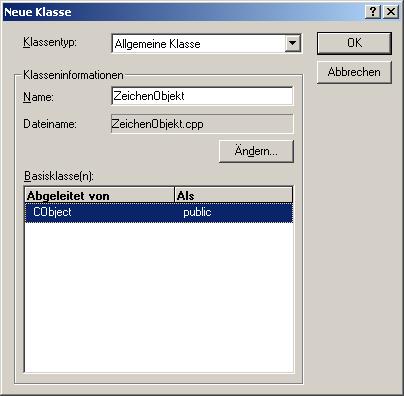 Neue Klasse
Klassentyp: Allgemeine Klasse OK
Abbrechen
Klasseninformationen
Name: ZeichenObjekt
Dateiname: ZeichenObjekt.cpp
Ändern...
Basisklasse(n):
Abgeleitet von Als
CObject public